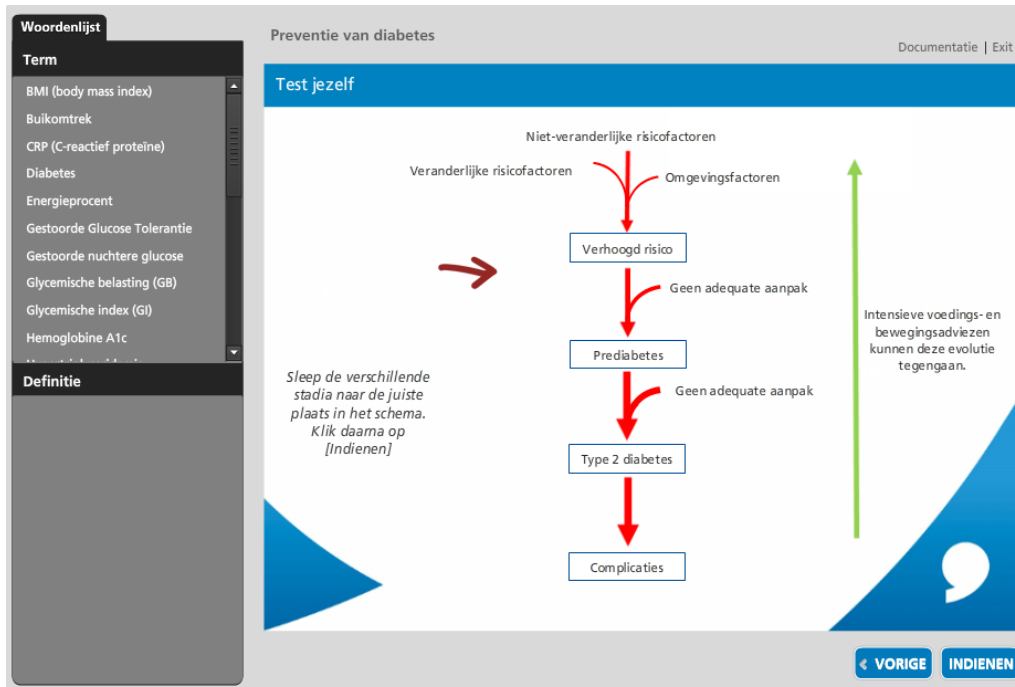 Woordenlijst
Term
BMI (body mass index)
Buikomtrek
CRP (C-reactief proteïne)
Diabetes
Energieprocent
Gestoorde Glucose Tolerantie
Gestoorde nuchtere glucose
Glycemische belasting (GB)
Glycemische index (GI)
Hemoglobine A1c
Definitie
Preventie van diabetes
Documentatie | Exit
Test jezelf
Niet-veranderlijke risicofactoren
Veranderlijke risicofactoren
Omgevingsfactoren
Verhoogd risico
Geen adequate aanpak
Prediabetes
Geen adequate aanpak
Type 2 diabetes
Complicaties
Sleep de verschillende
stadia naar de juiste
plaats in het schema.
Klik daarna op
[Indienen]
Intensieve voedings- en
bewegingsadviezen
kunnen deze evolutie
tegengaan.
VORIGE
INDIENEN